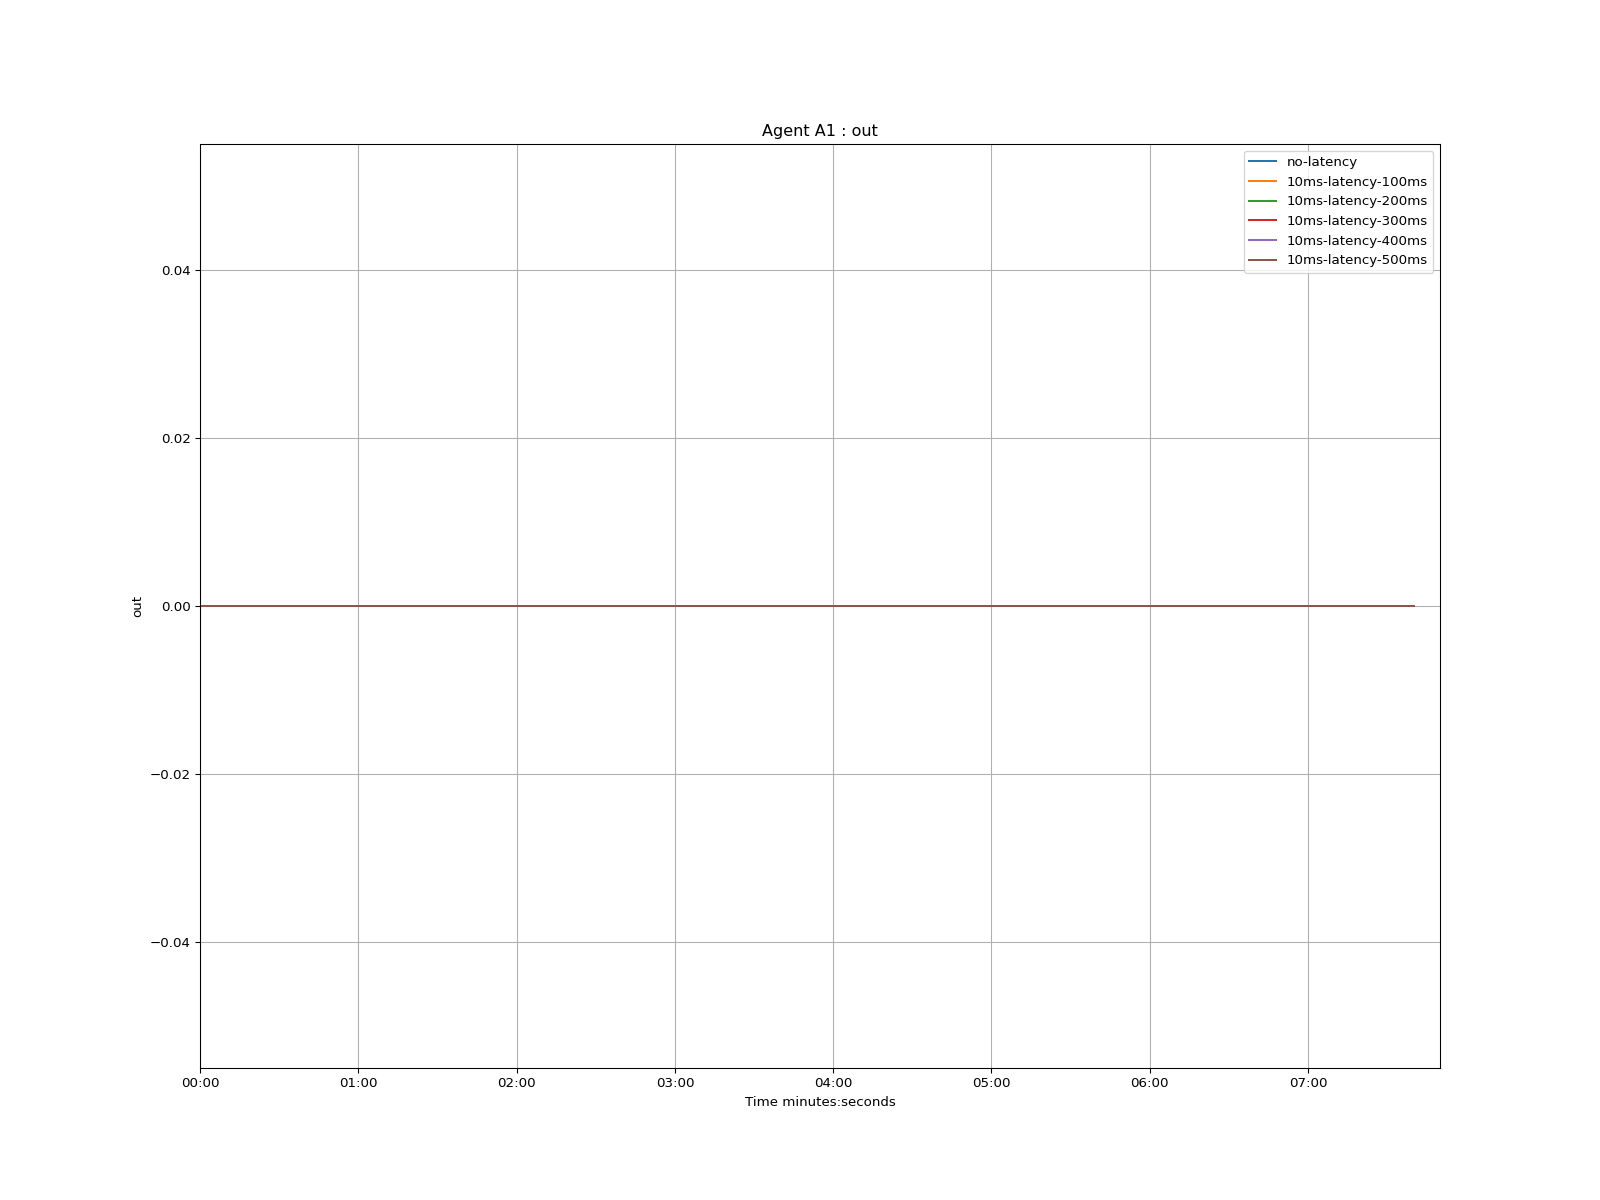 Agent A1 : out
no-latency
10ms-latency-100ms
10ms-latency-200ms
10ms-latency-300ms
10ms-latency-400ms
10ms-latency-500ms
0.04
0.02
0.00
−0.02
−0.04
out
00:00 01:00 02:00 03:00 04:00 05:00 06:00 07:00
Time minutes:seconds